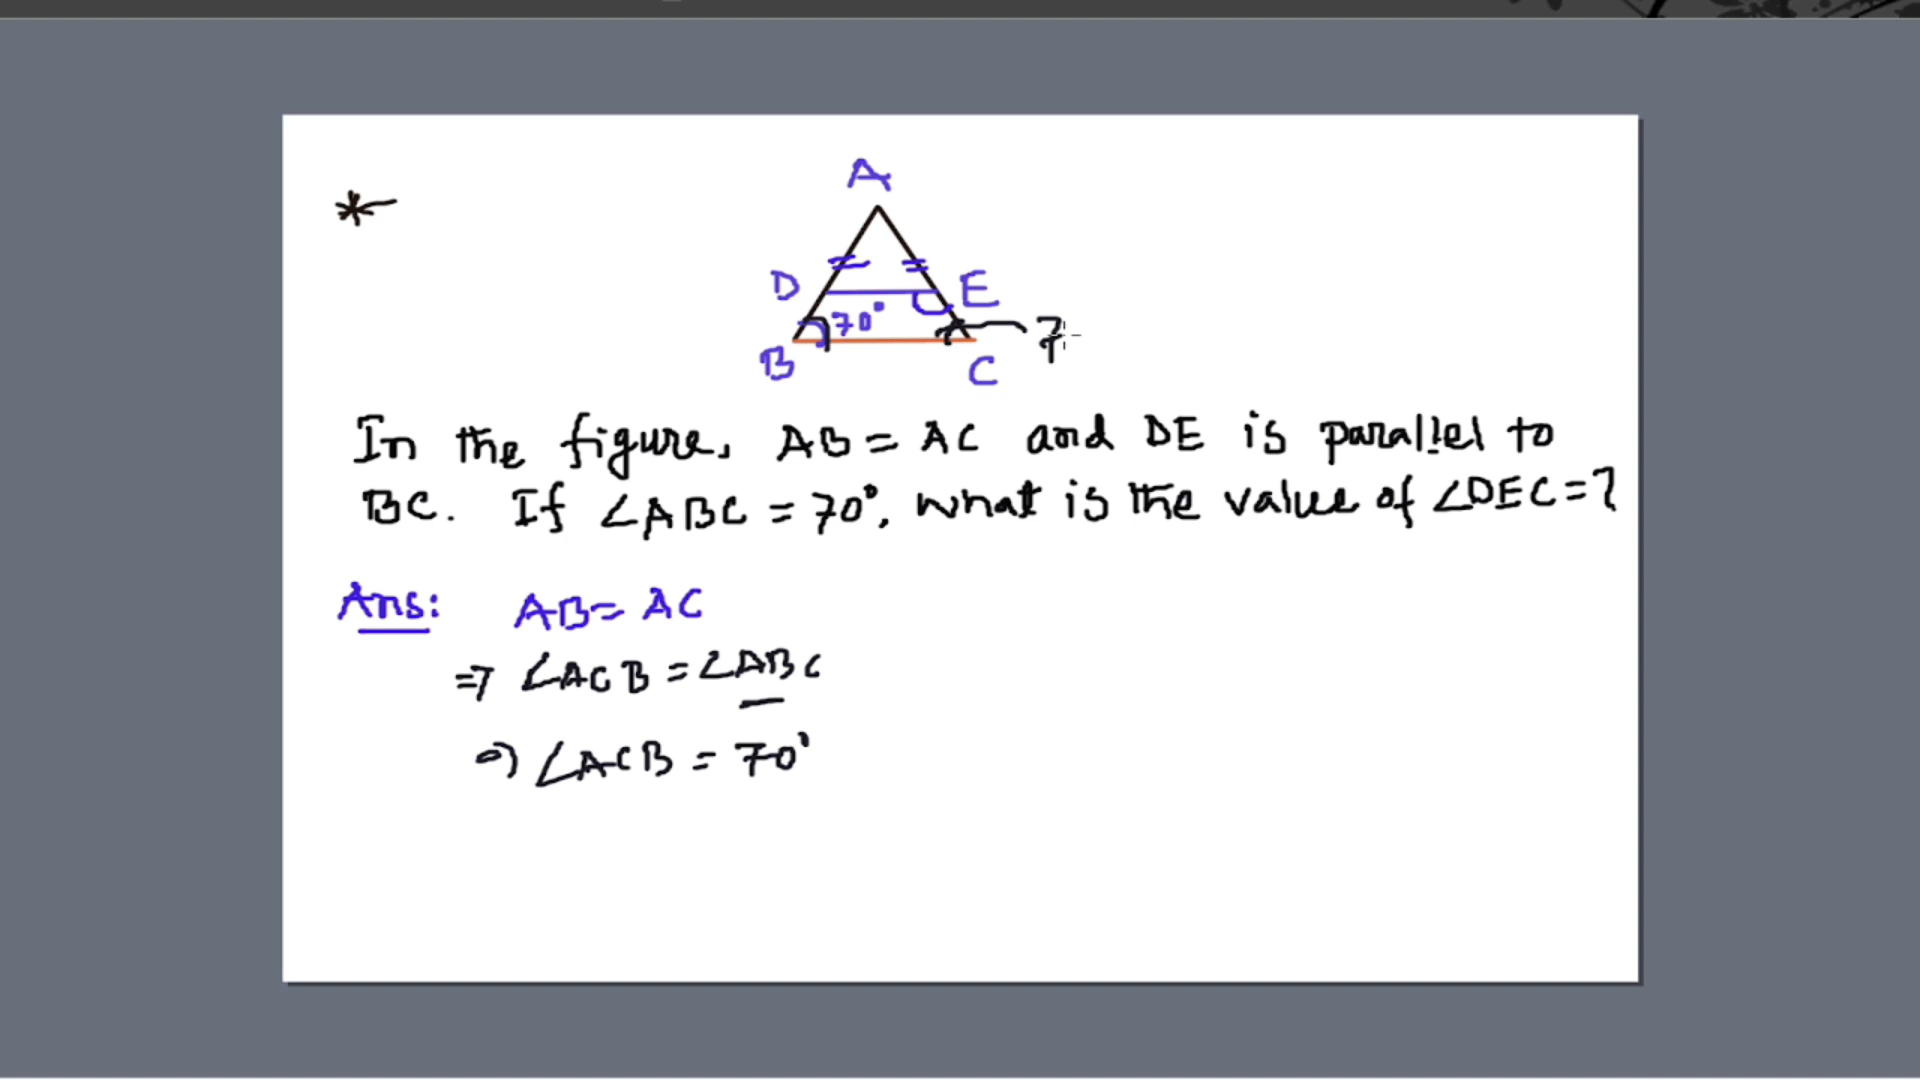 *
A
D
E
70°
7
B
C
In the figure, AB = AC and DE is parallel to
BC. If ∠ABC = 70°, what is the value of ∠DEC = ?
Ans: AB = AC
⇒ ∠ACB = ∠ABC
∠ACB = 70°